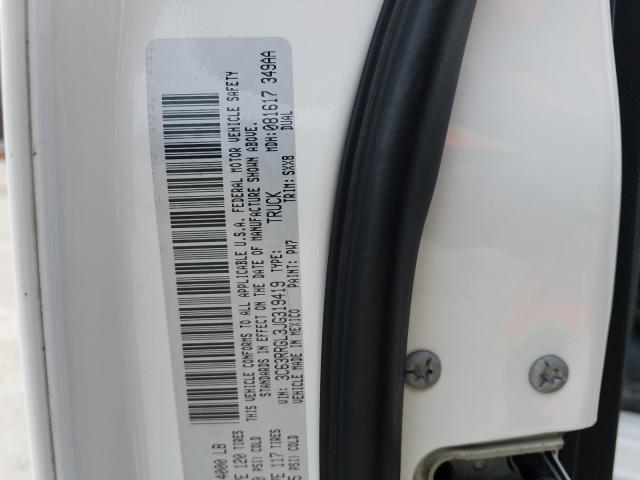 4000 LB
120 TIRES
PSI) COLD
117 TIRES
PSI) COLD
THIS VEHICLE CONFORMS TO ALL APPLICABLE U.S.A. FEDERAL MOTOR VEHICLE SAFETY
STANDARDS IN EFFECT ON THE DATE OF MANUFACTURE SHOWN ABOVE.
VIN: 3C63RRGL3JG319419 TYPE: TRUCK MDH:081617 349AA
PAINT: PW7 TRIM: SXX8 DUAL
VEHICLE MADE IN MEXICO